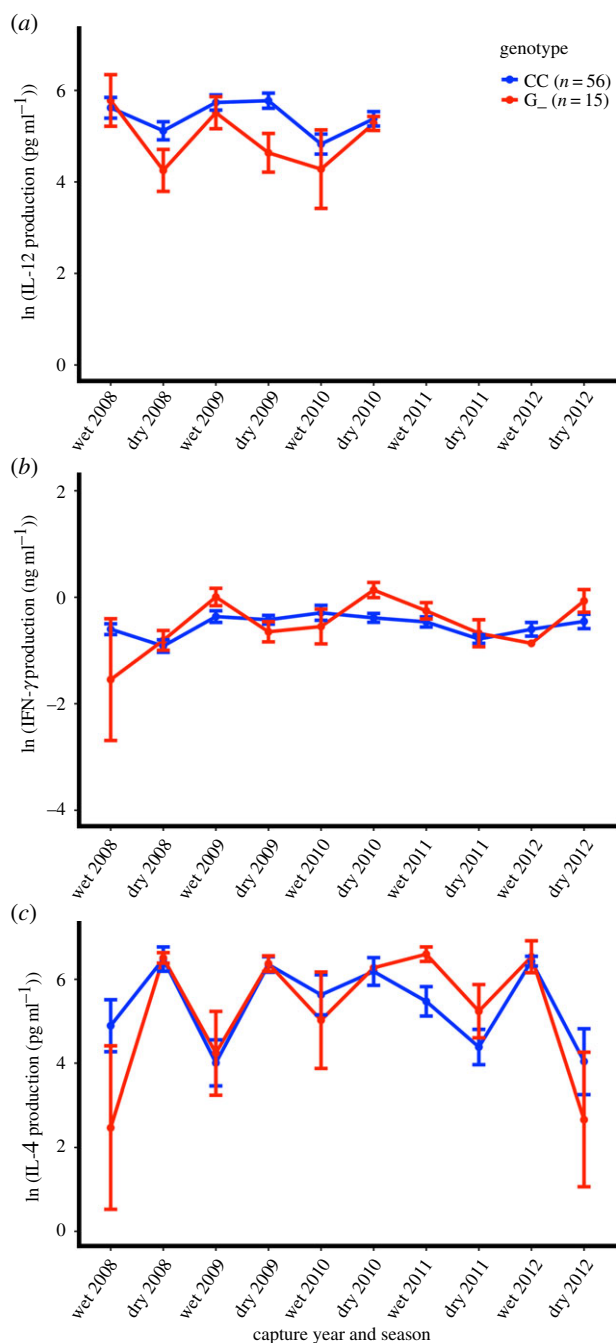 (a)
genotype
CC (n = 56)
G_ (n = 15)
ln (IL-12 production (pg ml⁻¹))
6
4
2
0
wet 2008
dry 2008
wet 2009
dry 2009
wet 2010
dry 2010
wet 2011
dry 2011
wet 2012
dry 2012
(b)
ln (IFN-γproduction (ng ml⁻¹))
2
0
–2
–4
wet 2008
dry 2008
wet 2009
dry 2009
wet 2010
dry 2010
wet 2011
dry 2011
wet 2012
dry 2012
(c)
ln (IL-4 production (pg ml⁻¹))
6
4
2
0
wet 2008
dry 2008
wet 2009
dry 2009
wet 2010
dry 2010
wet 2011
dry 2011
wet 2012
dry 2012
capture year and season